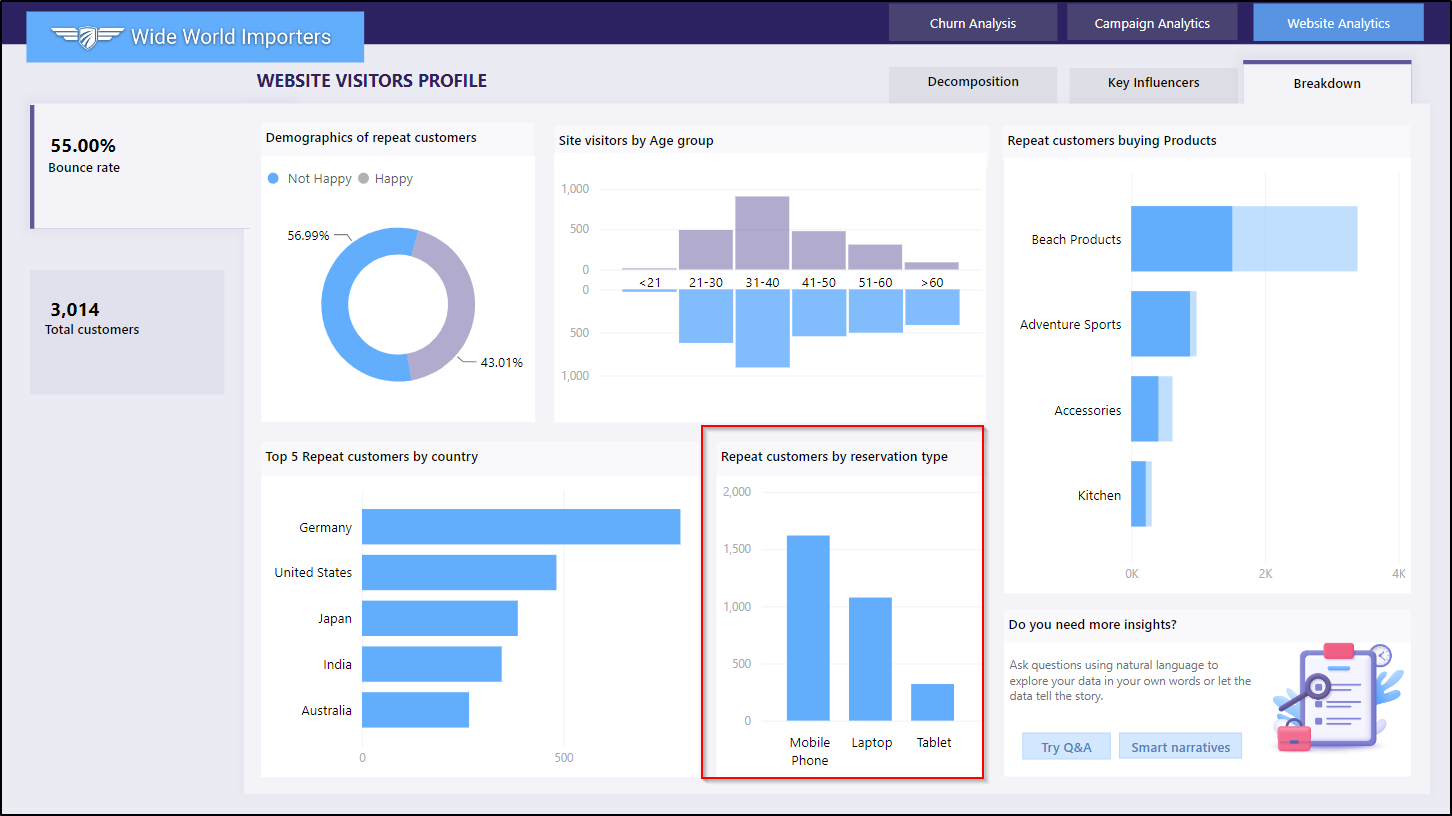 Wide World Importers
Churn Analysis
Campaign Analytics
Website Analytics
WEBSITE VISITORS PROFILE
Decomposition
Key Influencers
Breakdown
55.00%
Bounce rate
3,014
Total customers
Demographics of repeat customers
Not Happy
Happy
56.99%
43.01%
Site visitors by Age group
1,000
500
0
<21
21-30
31-40
41-50
51-60
>60
0
500
1,000
Repeat customers buying Products
Beach Products
Adventure Sports
Accessories
Kitchen
0K
2K
4K
Top 5 Repeat customers by country
Germany
United States
Japan
India
Australia
0
500
Repeat customers by reservation type
2,000
1,500
1,000
500
0
Mobile
Phone
Laptop
Tablet
Do you need more insights?
Ask questions using natural language to
explore your data in your own words or let the
data tell the story.
Try Q&A
Smart narratives